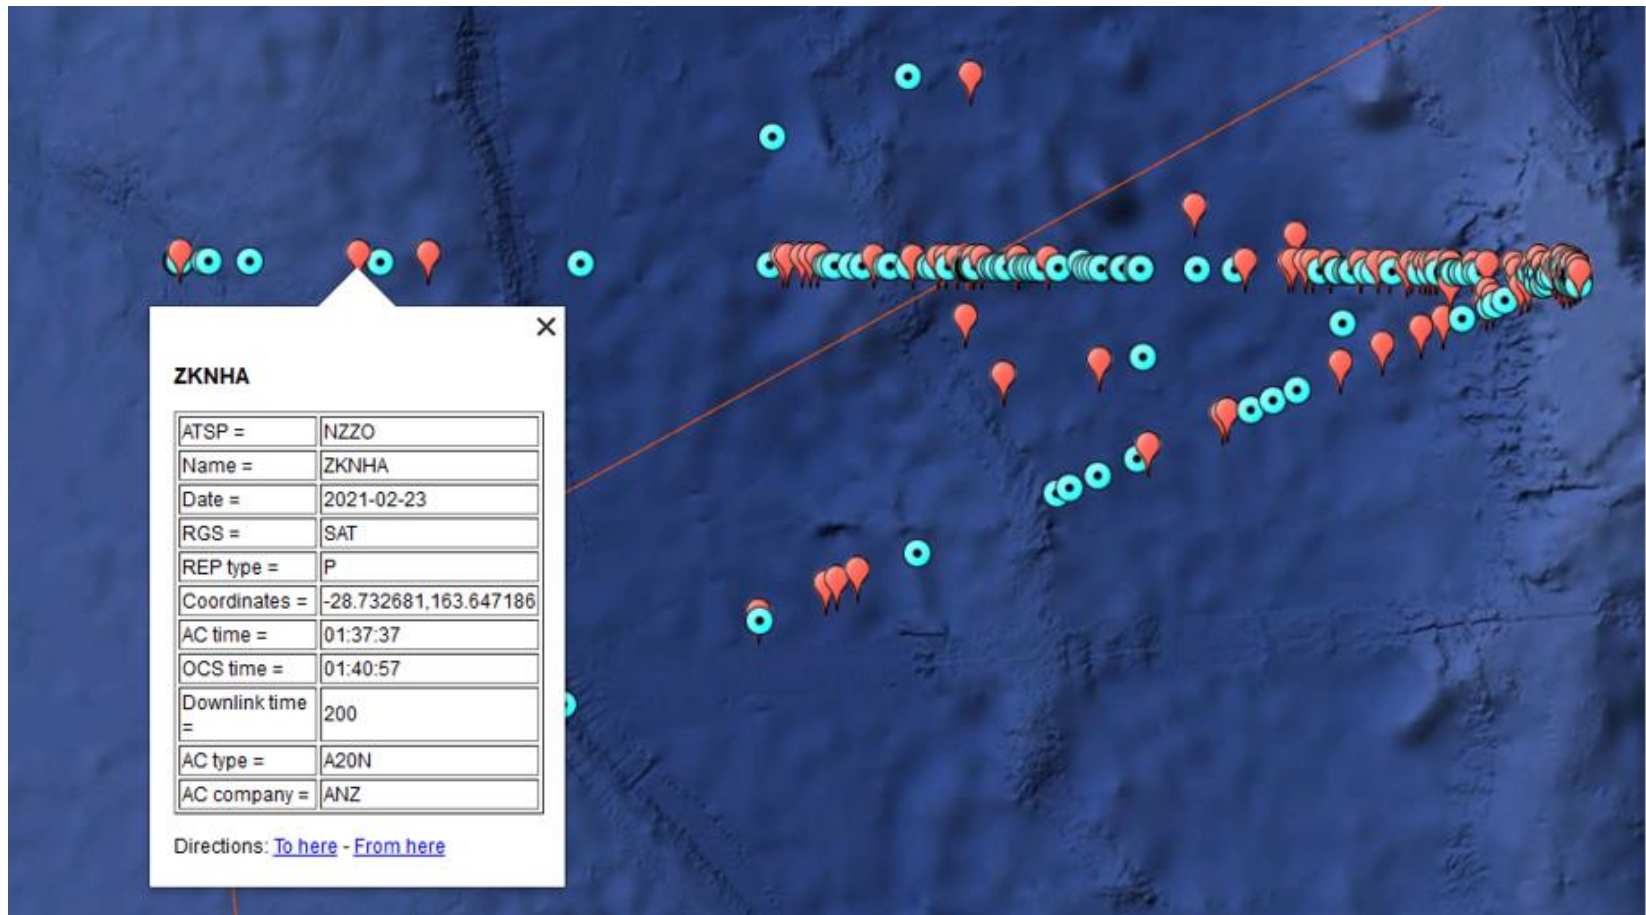 ZKNHA
ATSP = NZZO
Name = ZKNHA
Date = 2021-02-23
RGS = SAT
REP type = P
Coordinates = -28.732681,163.647186
AC time = 01:37:37
OCS time = 01:40:57
Downlink time
= 200
AC type = A20N
AC company = ANZ
Directions: To here - From here